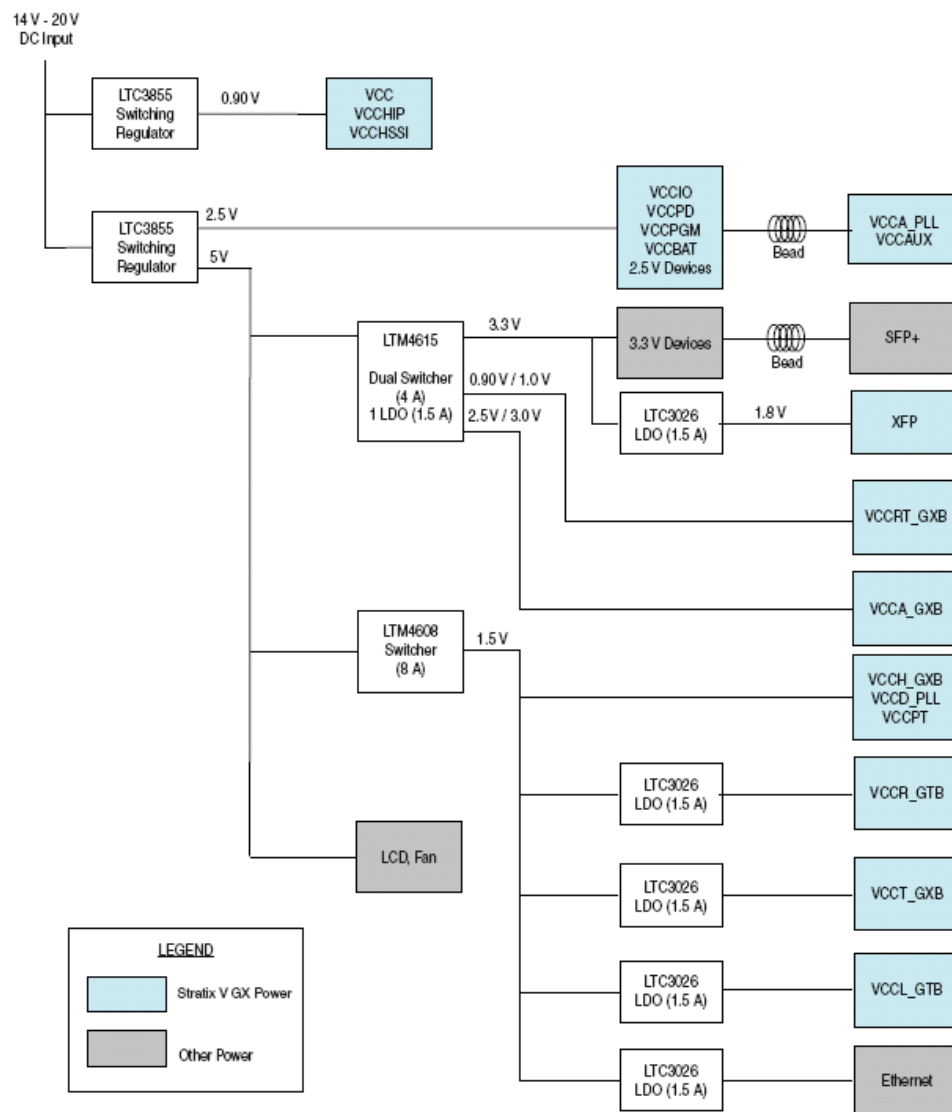 14 V - 20 V
DC Input
LTC3855
Switching
Regulator
0.90 V
VCC
VCCHIP
VCCHSSI
LTC3855
Switching
Regulator
2.5 V
5 V
VCCIO
VCCPD
VCCPGM
VCCBAT
2.5 V Devices
Bead
VCCA_PLL
VCCAUX
LTM4615
Dual Switcher
(4 A)
1 LDO (1.5 A)
3.3 V
0.90 V / 1.0 V
2.5 V / 3.0 V
3.3 V Devices
Bead
SFP+
LTC3026
LDO (1.5 A)
1.8 V
XFP
VCCRT_GXB
VCCA_GXB
LTM4608
Switcher
(8 A)
1.5 V
VCCH_GXB
VCCD_PLL
VCCPT
LTC3026
LDO (1.5 A)
VCCR_GTB
LCD, Fan
LTC3026
LDO (1.5 A)
VCCT_GXB
LTC3026
LDO (1.5 A)
VCCL_GTB
LTC3026
LDO (1.5 A)
Ethernet
LEGEND
Stratix V GX Power
Other Power